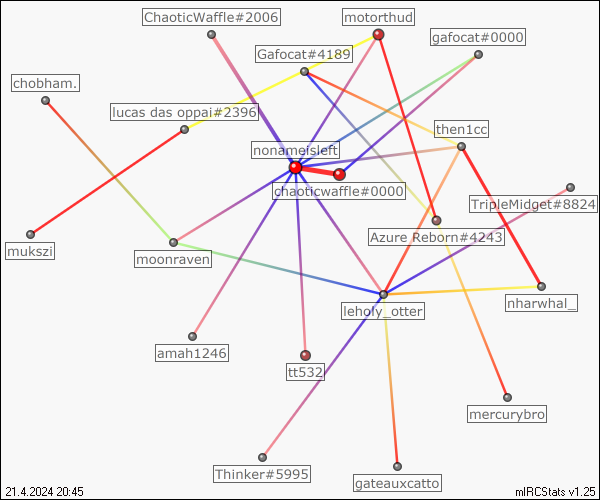 ChaoticWaffle#2006
motorthud
gafocat#0000
Gafocat#4189
chobham.
lucas das oppai#2396
then1cc
nonameisleft
chaoticwaffle#0000
TripleMidget#8824
Azure Reborn#4243
mukszi
moonraven
nharwhal_
leholy_otter
amah1246
tt532
mercurybro
Thinker#5995
gateauxcatto
21.4.2024 20:45
mIRCStats v1.25